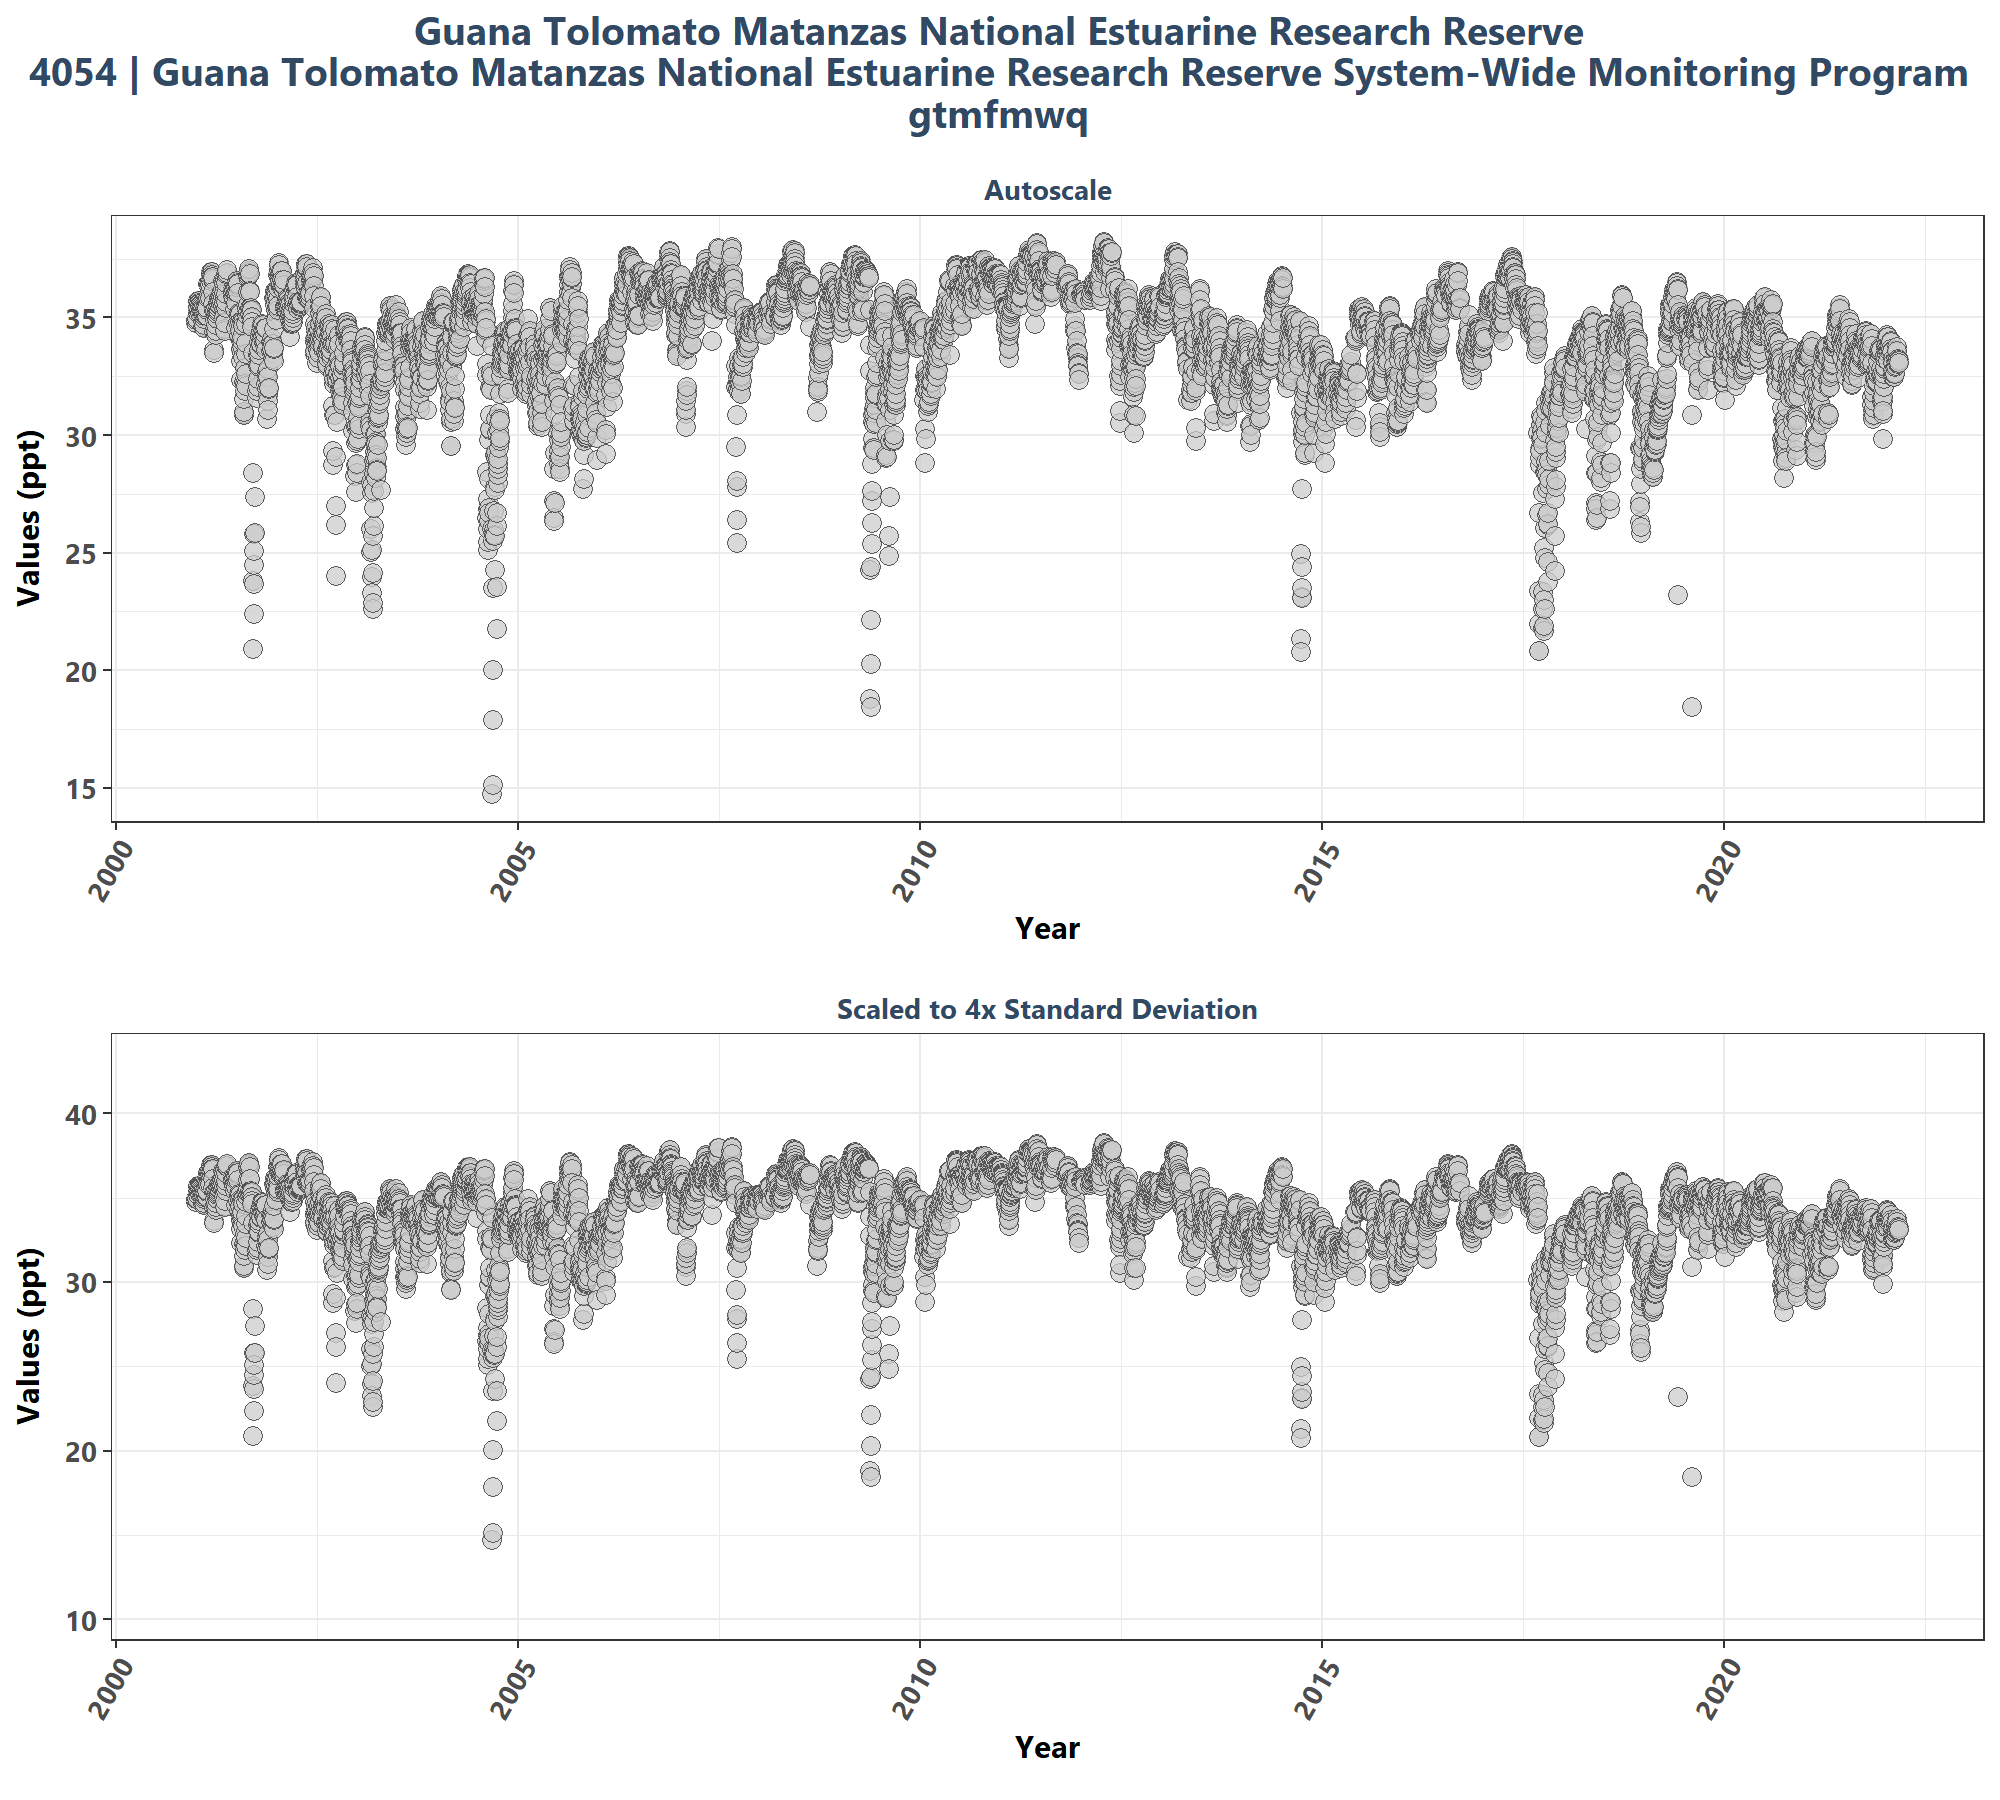 Guana Tolomato Matanzas National Estuarine Research Reserve
4054 | Guana Tolomato Matanzas National Estuarine Research Reserve System-Wide Monitoring Program
gtmfmwq
Autoscale
Values (ppt)
35
30
25
20
15
2000
2005
2010
2015
2020
Year
Scaled to 4x Standard Deviation
Values (ppt)
40
30
20
10
2000
2005
2010
2015
2020
Year